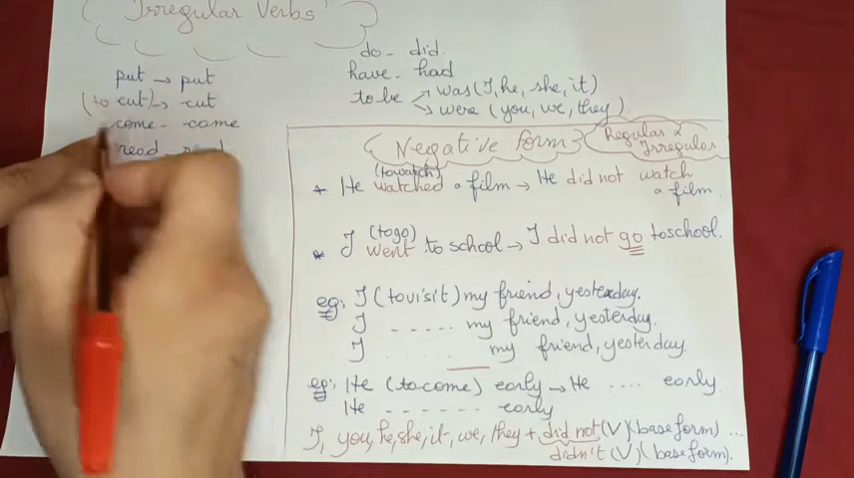 Irregular Verbs
put → put
(to cut) → cut
come - came
read - read
do - did.
have - had
to be → was (I, he, she, it)
→ were (you, we, they)
Negative form
Regular &
Irregular
(to watch)
* He watched a film → He did not watch
a film.
(to go)
* I went to school → I did not go to school.
eg: I (to visit) my friend, yesterday.
I ..... my friend, yesterday.
I ..... my friend, yesterday.
eg: He (to come) early → He .... early
He ...... early
I, you, he, she, it, we, they + did not (V) (base form) ...
didn't (V) (base form).